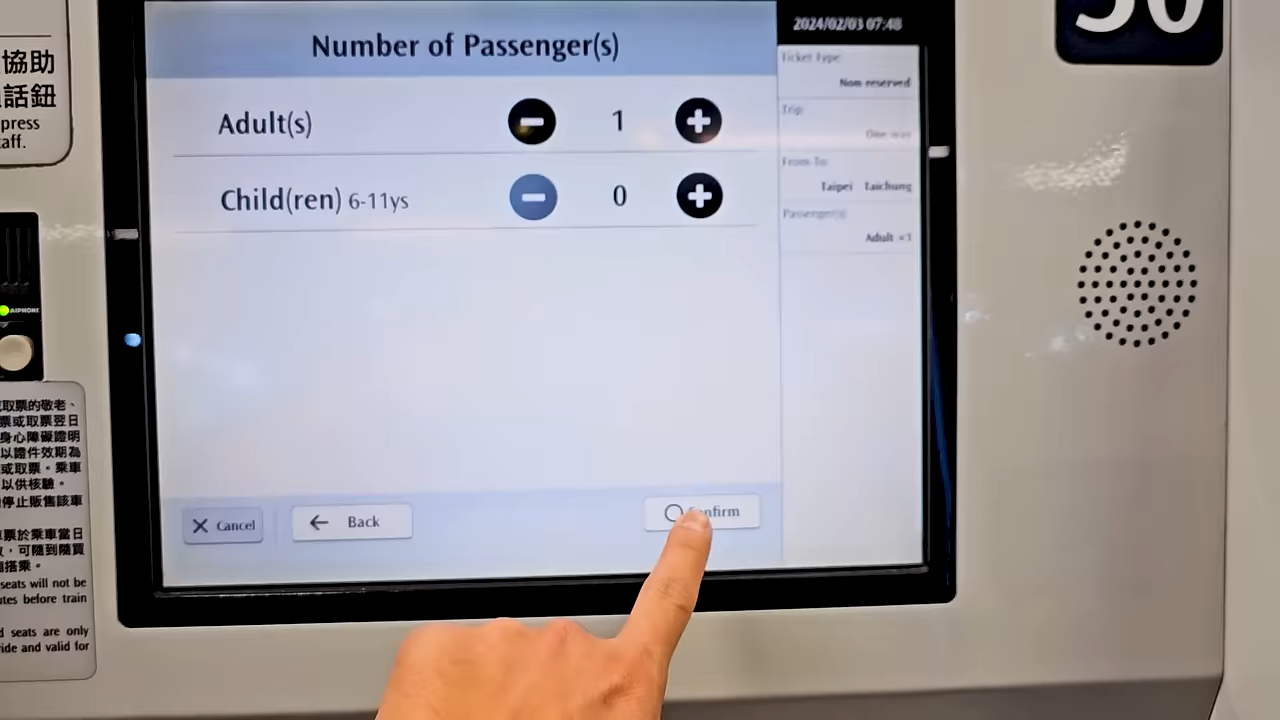 協助
話鈕
press
aff.
AIPHONE
取票的敬老、
票或取票翌日
身心障礙證明
以證件效期為
或取票。乘車
以供核驗。
停止販售該車
票於乘車當日
，可隨到隨買
搭乘。
seats will not be
utes before train
d seats are only
ide and valid for
Number of Passenger(s)
Adult(s)
1
Child(ren) 6-11ys
0
Cancel
Back
Confirm
2024/02/03 07:48
Ticket Type:
Non-reserved
Trip:
One way
From-To:
Taipei Taichung
Passenger(s):
Adult ×1
50